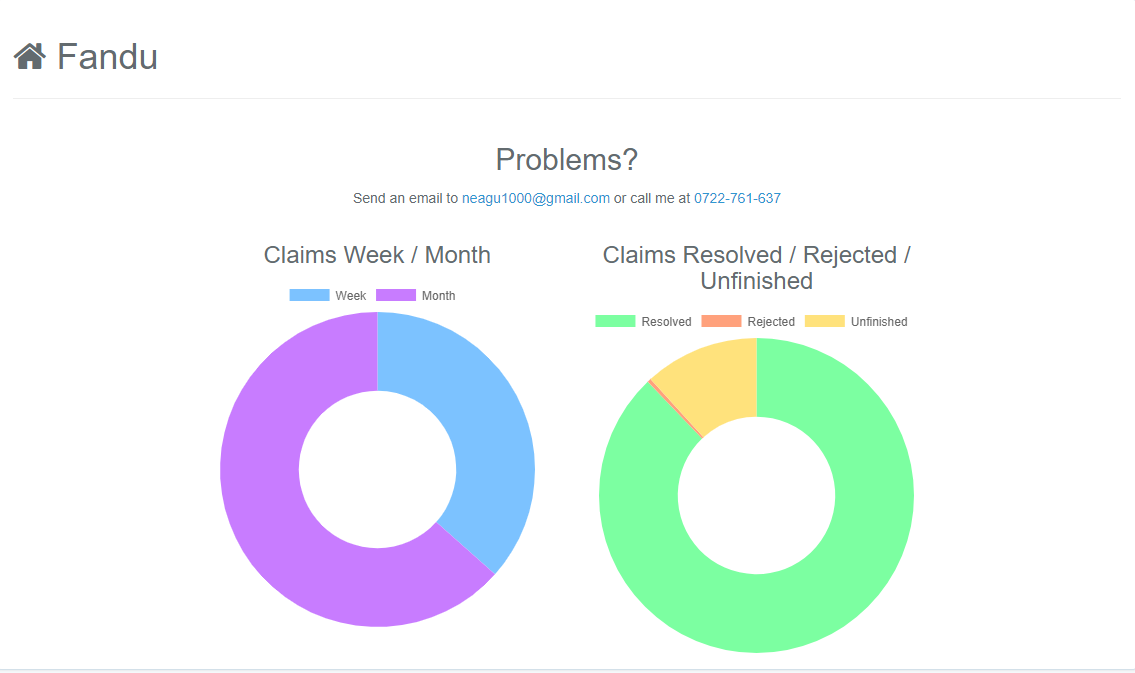 Fandu
Problems?
Send an email to neagu1000@gmail.com or call me at 0722-761-637
Claims Week / Month
Week Month
Claims Resolved / Rejected /
Unfinished
Resolved Rejected Unfinished